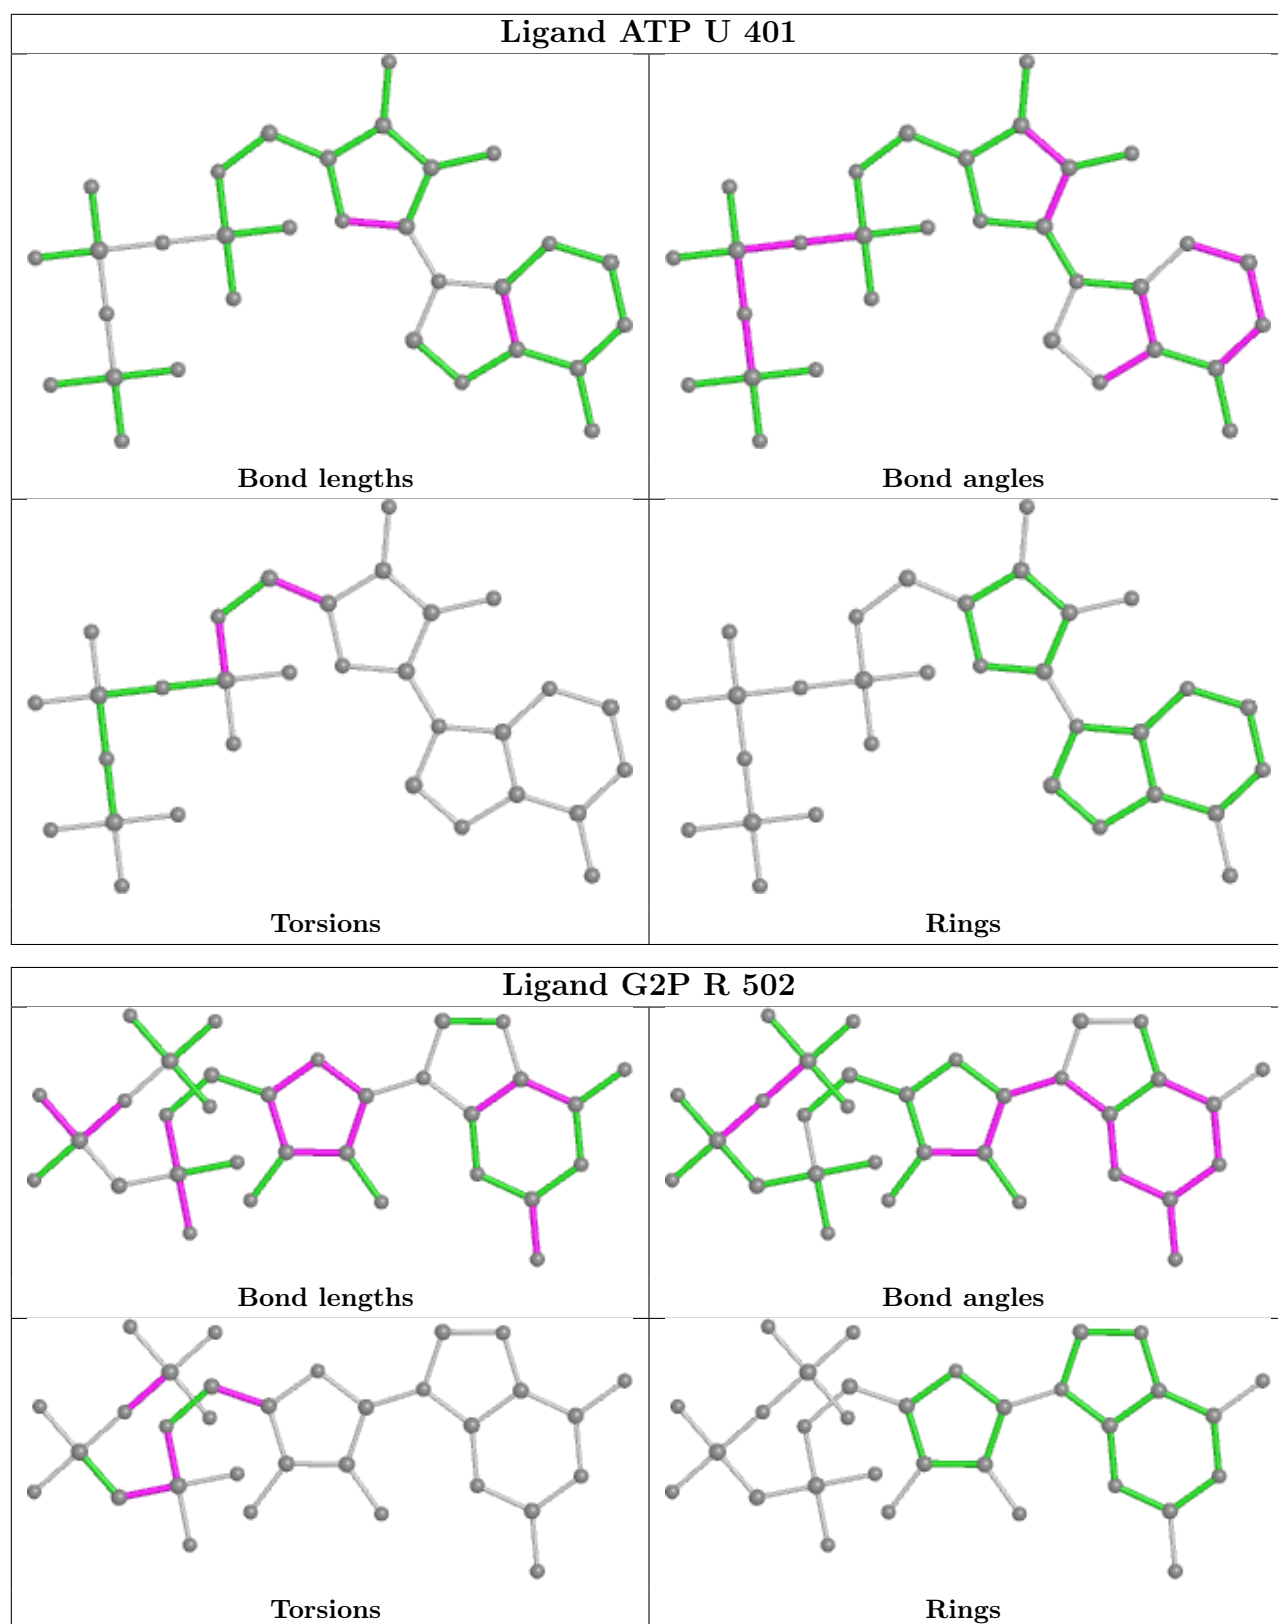 Ligand ATP U 401
Bond lengths
Bond angles
Torsions
Rings
Ligand G2P R 502
Bond lengths
Bond angles
Torsions
Rings